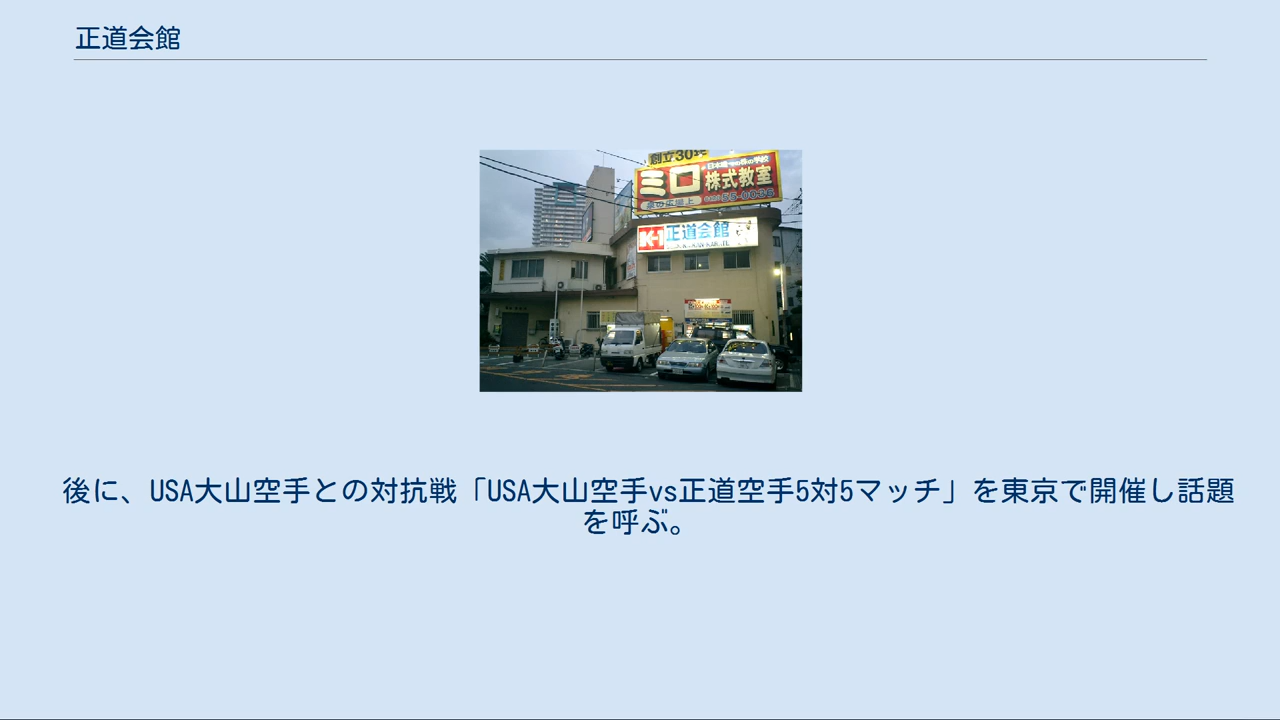 正道会館
創立30年
ミロ 株式教室
55-0036
K-1 正道会館
後に、USA大山空手との対抗戦「USA大山空手vs正道空手5対5マッチ」を東京で開催し話題
を呼ぶ。